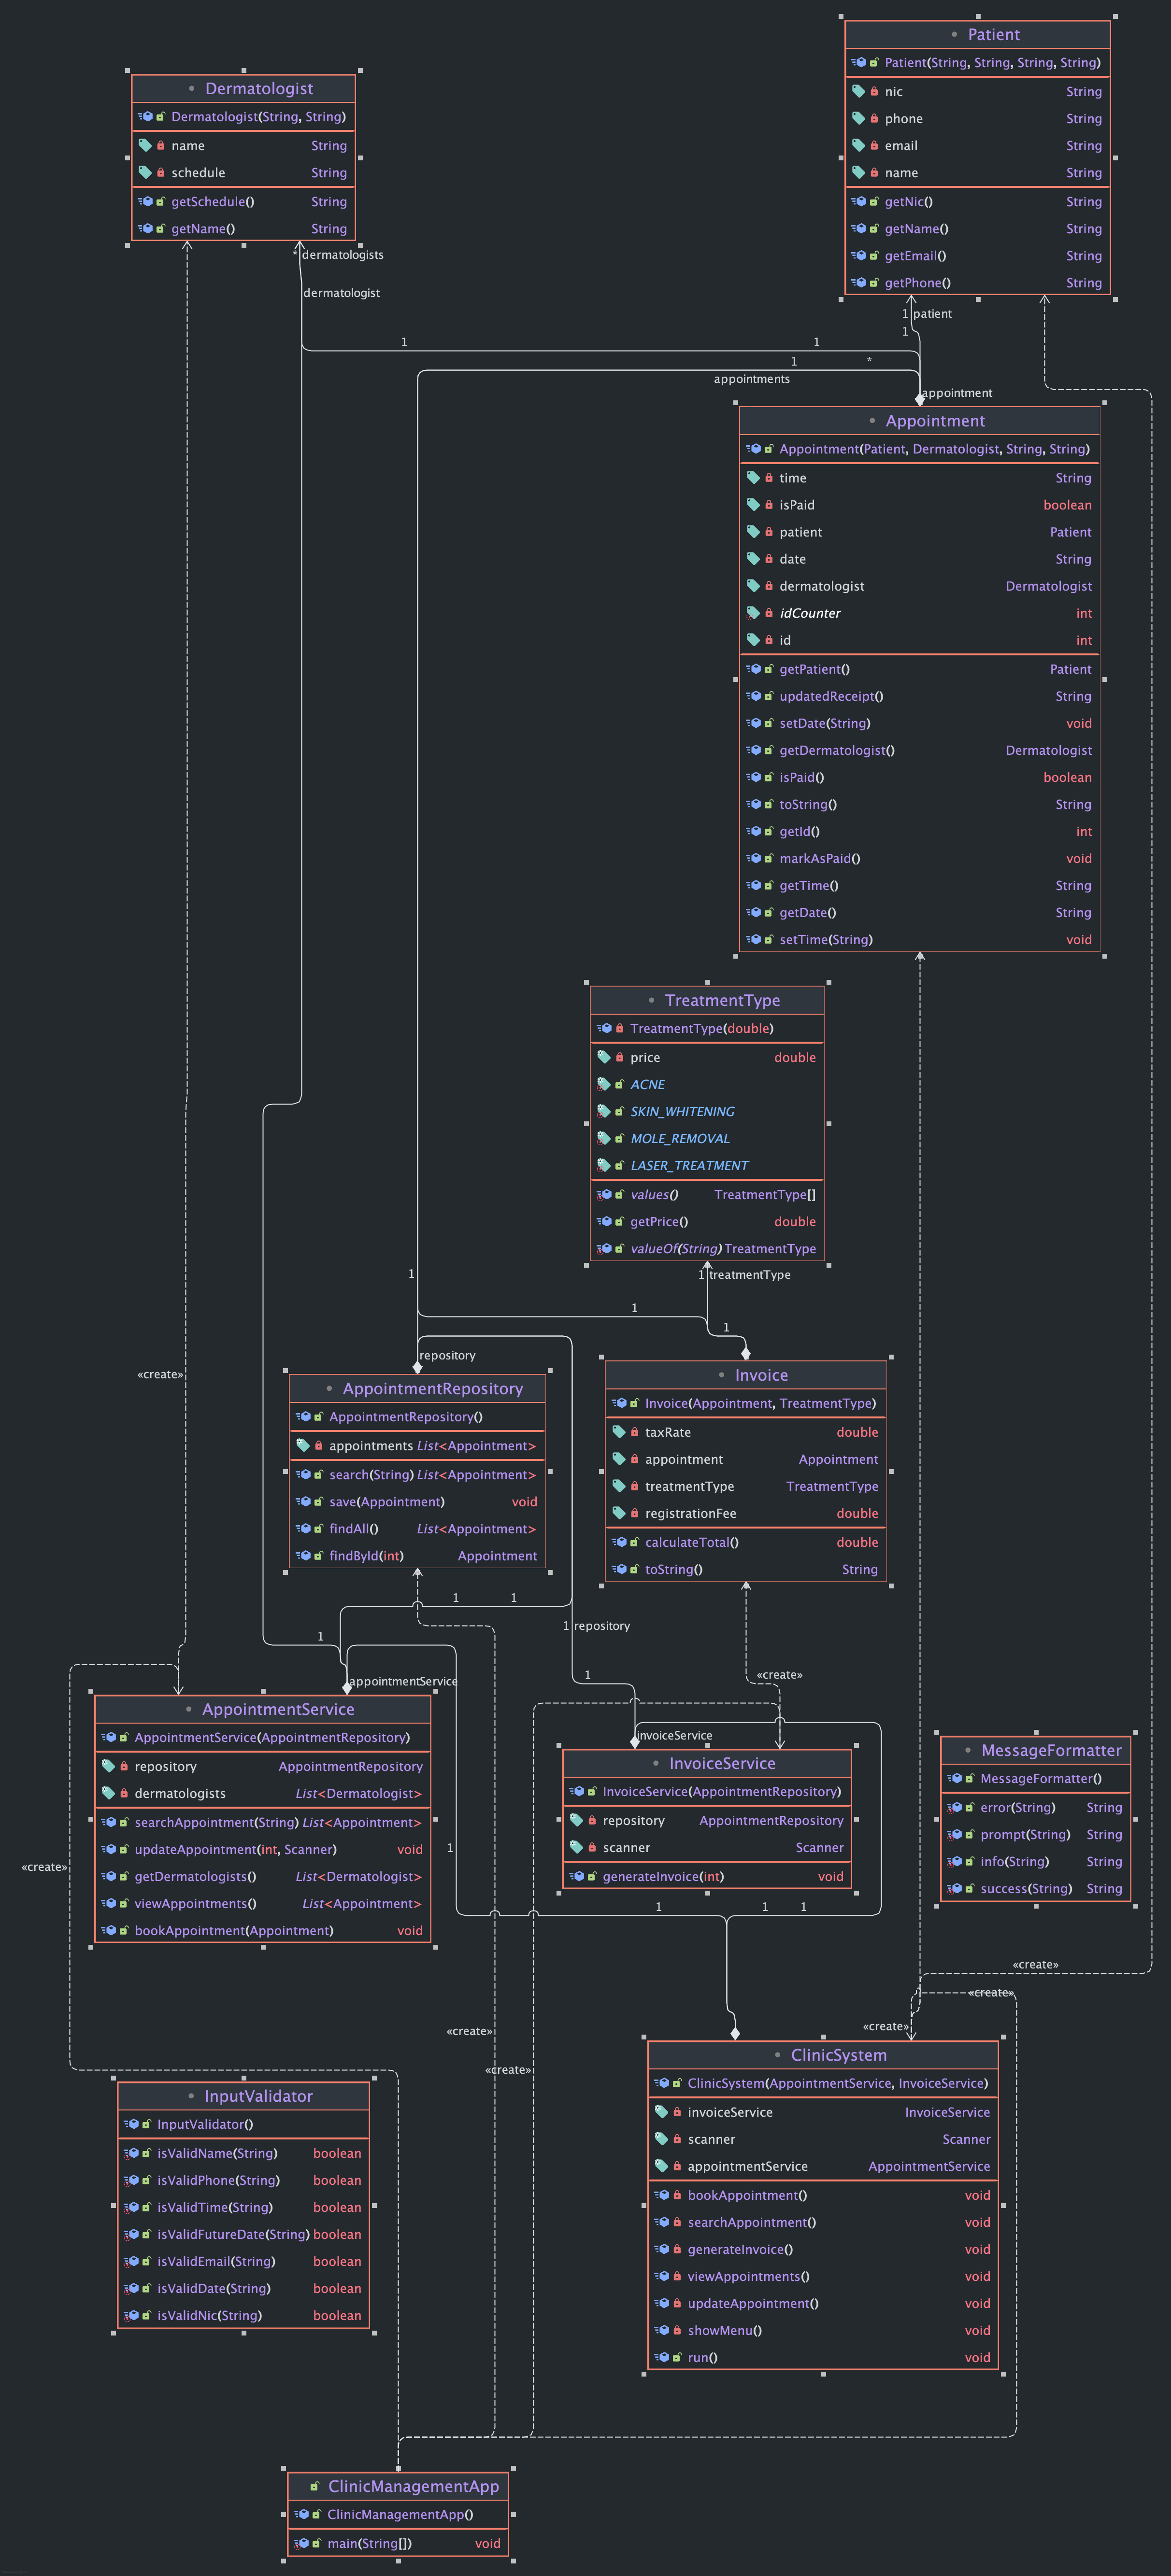 Patient
Patient(String, String, String, String)
nic String
phone String
email String
name String
getNic() String
getName() String
getEmail() String
getPhone() String
Dermatologist
Dermatologist(String, String)
name String
schedule String
getSchedule() String
getName() String
* dermatologists
dermatologist
1 patient
1
1 1
1 *
appointments
appointment
Appointment
Appointment(Patient, Dermatologist, String, String)
time String
isPaid boolean
patient Patient
date String
dermatologist Dermatologist
idCounter int
id int
getPatient() Patient
updatedReceipt() String
setDate(String) void
getDermatologist() Dermatologist
isPaid() boolean
toString() String
getId() int
markAsPaid() void
getTime() String
getDate() String
setTime(String) void
TreatmentType
TreatmentType(double)
price double
ACNE
SKIN_WHITENING
MOLE_REMOVAL
LASER_TREATMENT
values() TreatmentType[]
getPrice() double
valueOf(String) TreatmentType
1 1 treatmentType
1 1
repository
«create»
AppointmentRepository
AppointmentRepository()
appointments List<Appointment>
search(String) List<Appointment>
save(Appointment) void
findAll() List<Appointment>
findById(int) Appointment
Invoice
Invoice(Appointment, TreatmentType)
taxRate double
appointment Appointment
treatmentType TreatmentType
registrationFee double
calculateTotal() double
toString() String
1 1
1 1 repository
1 «create»
appointmentService
invoiceService
AppointmentService
AppointmentService(AppointmentRepository)
repository AppointmentRepository
dermatologists List<Dermatologist>
searchAppointment(String) List<Appointment>
updateAppointment(int, Scanner) void
getDermatologists() List<Dermatologist>
viewAppointments() List<Appointment>
bookAppointment(Appointment) void
InvoiceService
InvoiceService(AppointmentRepository)
repository AppointmentRepository
scanner Scanner
generateInvoice(int) void
MessageFormatter
MessageFormatter()
error(String) String
prompt(String) String
info(String) String
success(String) String
1
«create»
1 1 1
«create»
«create»
«create»
«create»
«create»
ClinicSystem
ClinicSystem(AppointmentService, InvoiceService)
invoiceService InvoiceService
scanner Scanner
appointmentService AppointmentService
bookAppointment() void
searchAppointment() void
generateInvoice() void
viewAppointments() void
updateAppointment() void
showMenu() void
run() void
InputValidator
InputValidator()
isValidName(String) boolean
isValidPhone(String) boolean
isValidTime(String) boolean
isValidFutureDate(String) boolean
isValidEmail(String) boolean
isValidDate(String) boolean
isValidNic(String) boolean
ClinicManagementApp
ClinicManagementApp()
main(String[]) void